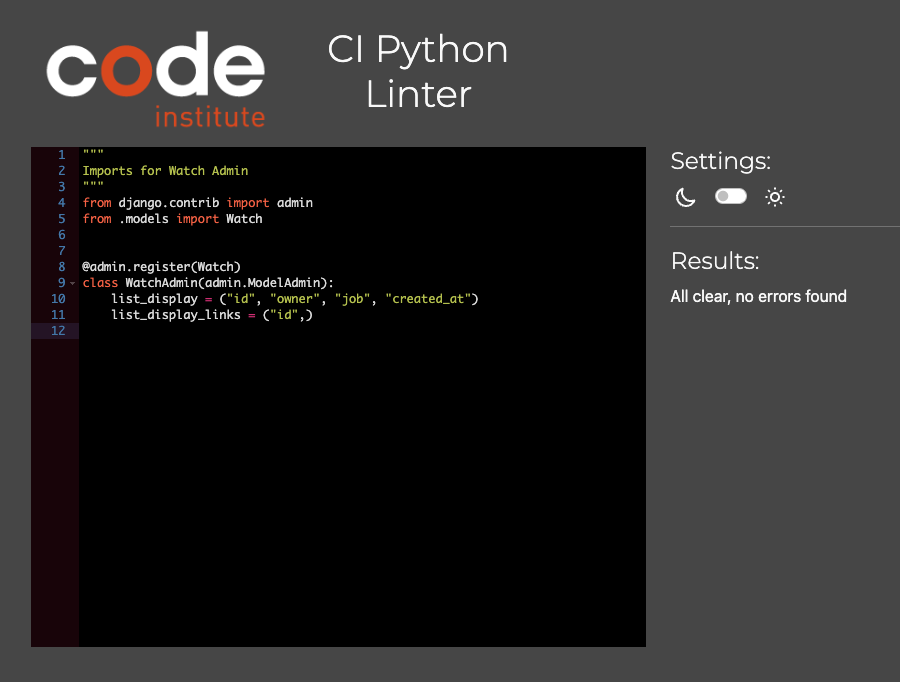 code
institute
CI Python
Linter
1 """
2 Imports for Watch Admin
3 """
4 from django.contrib import admin
5 from .models import Watch
6
7
8 @admin.register(Watch)
9 class WatchAdmin(admin.ModelAdmin):
10     list_display = ("id", "owner", "job", "created_at")
11     list_display_links = ("id",)
12
Settings:
Results:
All clear, no errors found